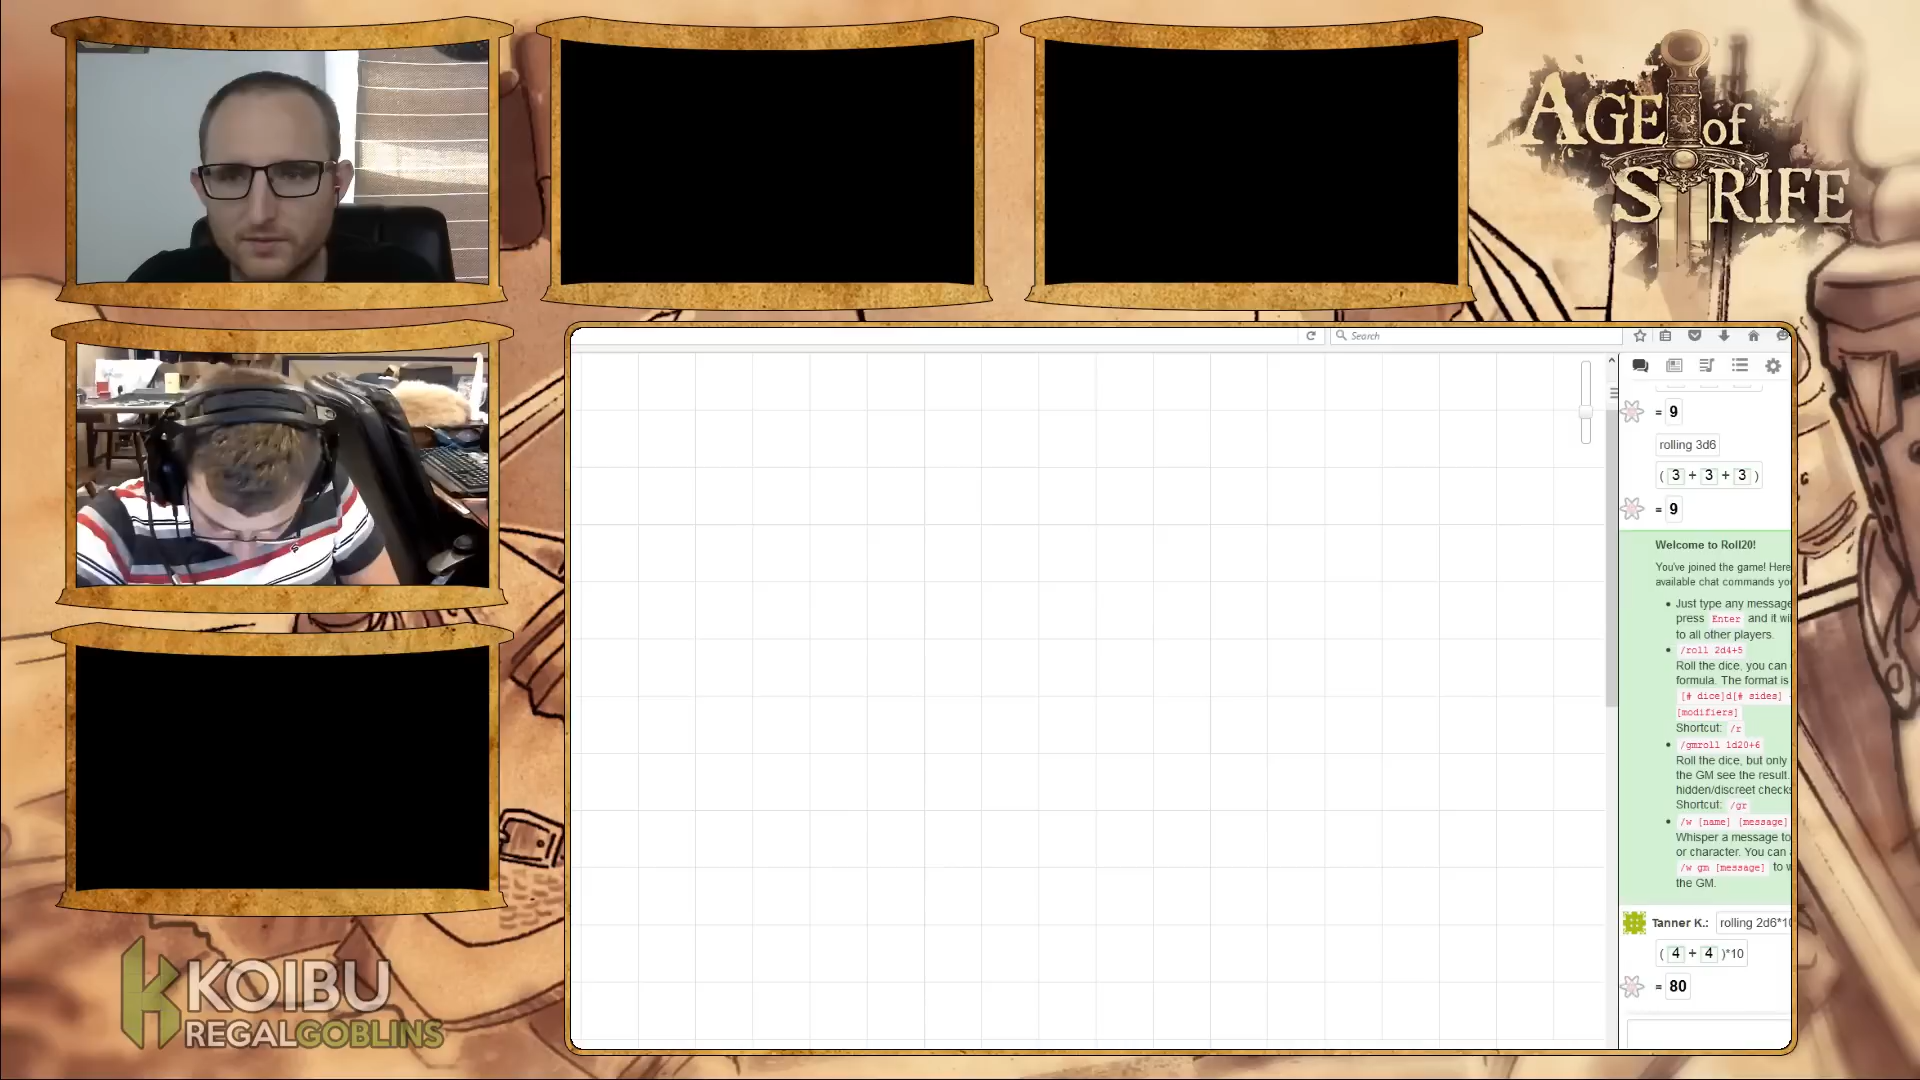 AGE of
STRIFE
Search
= 9
rolling 3d6
( 3 + 3 + 3 )
= 9
Welcome to Roll20!
You've joined the game! Here
available chat commands yo
• Just type any message
press Enter and it wi
to all other players.
• /roll 2d4+5
Roll the dice, you can
formula. The format is
[# dice]d[# sides]
[modifiers]
Shortcut: /r
• /gmroll 1d20+6
Roll the dice, but only
the GM see the result.
hidden/discreet checks
Shortcut: /gr
• /w [name] [message]
Whisper a message to
or character. You can
/w gm [message] to
the GM.
Tanner K.: rolling 2d6*10
( 4 + 4 )*10
= 80
KOIBU
REGALGOBLINS